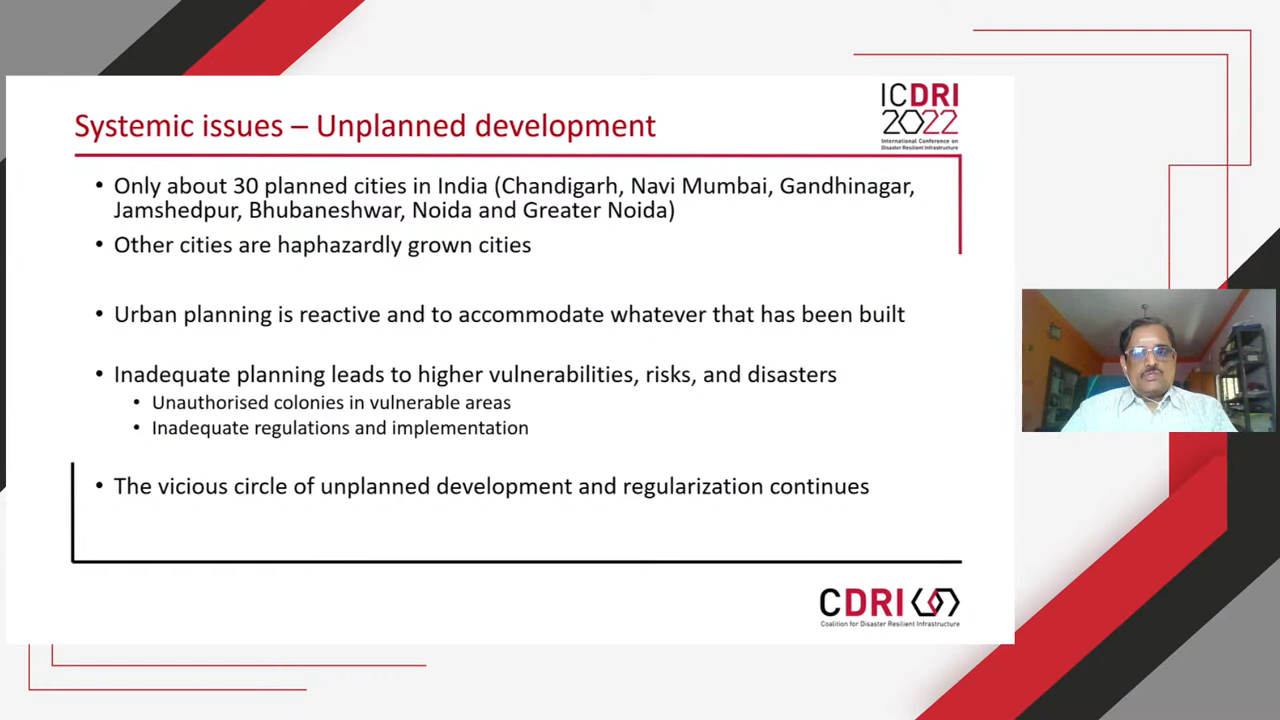 ICDRI
2022
International Conference on
Disaster Resilient Infrastructure
Systemic issues – Unplanned development
• Only about 30 planned cities in India (Chandigarh, Navi Mumbai, Gandhinagar,
Jamshedpur, Bhubaneshwar, Noida and Greater Noida)
• Other cities are haphazardly grown cities
• Urban planning is reactive and to accommodate whatever that has been built
• Inadequate planning leads to higher vulnerabilities, risks, and disasters
• Unauthorised colonies in vulnerable areas
• Inadequate regulations and implementation
• The vicious circle of unplanned development and regularization continues
CDRI
Coalition for Disaster Resilient Infrastructure